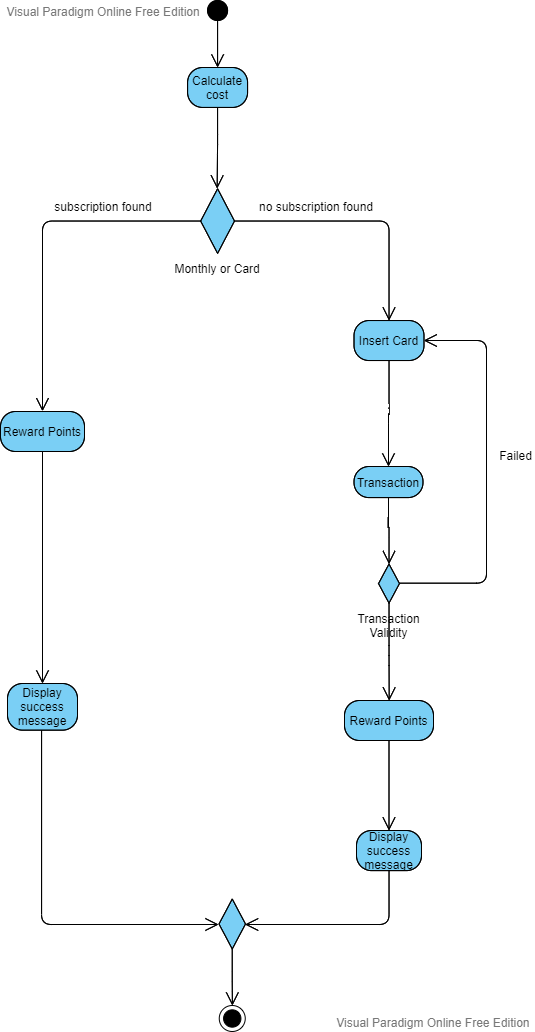 Visual Paradigm Online Free Edition
Calculate
cost
subscription found
no subscription found
Monthly or Card
Insert Card
Reward Points
Failed
Transaction
Transaction
Validity
Display
success
message
Reward Points
Display
success
message
Visual Paradigm Online Free Edition